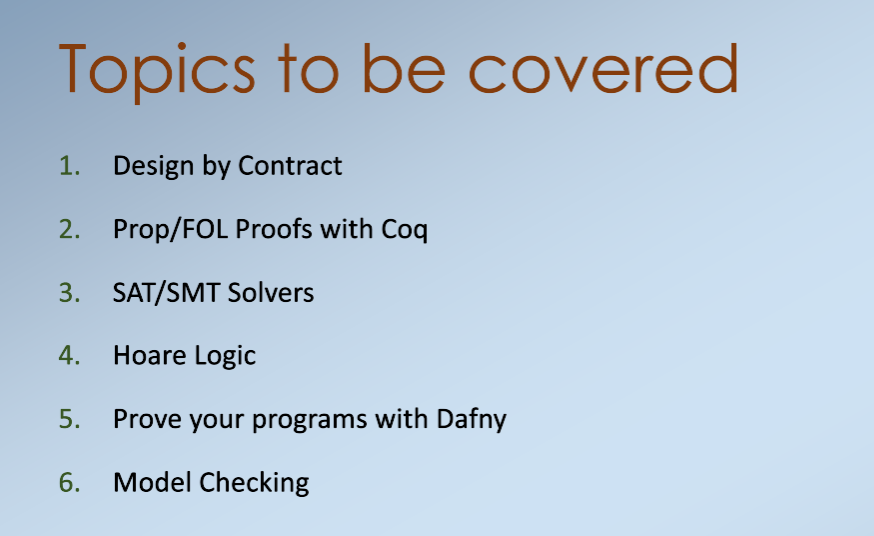 Topics to be covered
1. Design by Contract
2. Prop/FOL Proofs with Coq
3. SAT/SMT Solvers
4. Hoare Logic
5. Prove your programs with Dafny
6. Model Checking